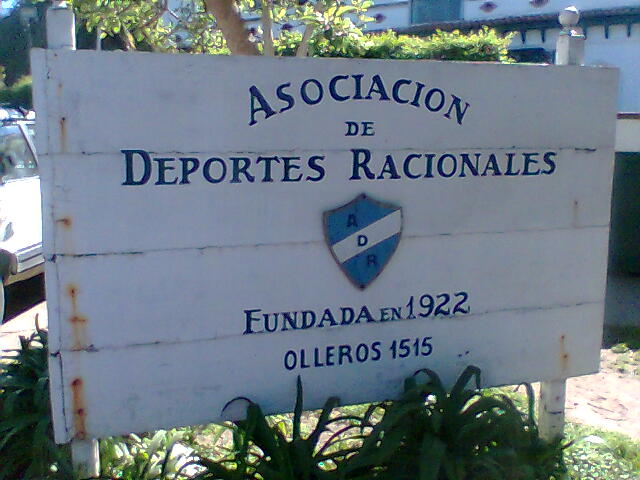 ASOCIACION
DE
DEPORTES RACIONALES
A
D
R
FUNDADA EN 1922
OLLEROS 1515